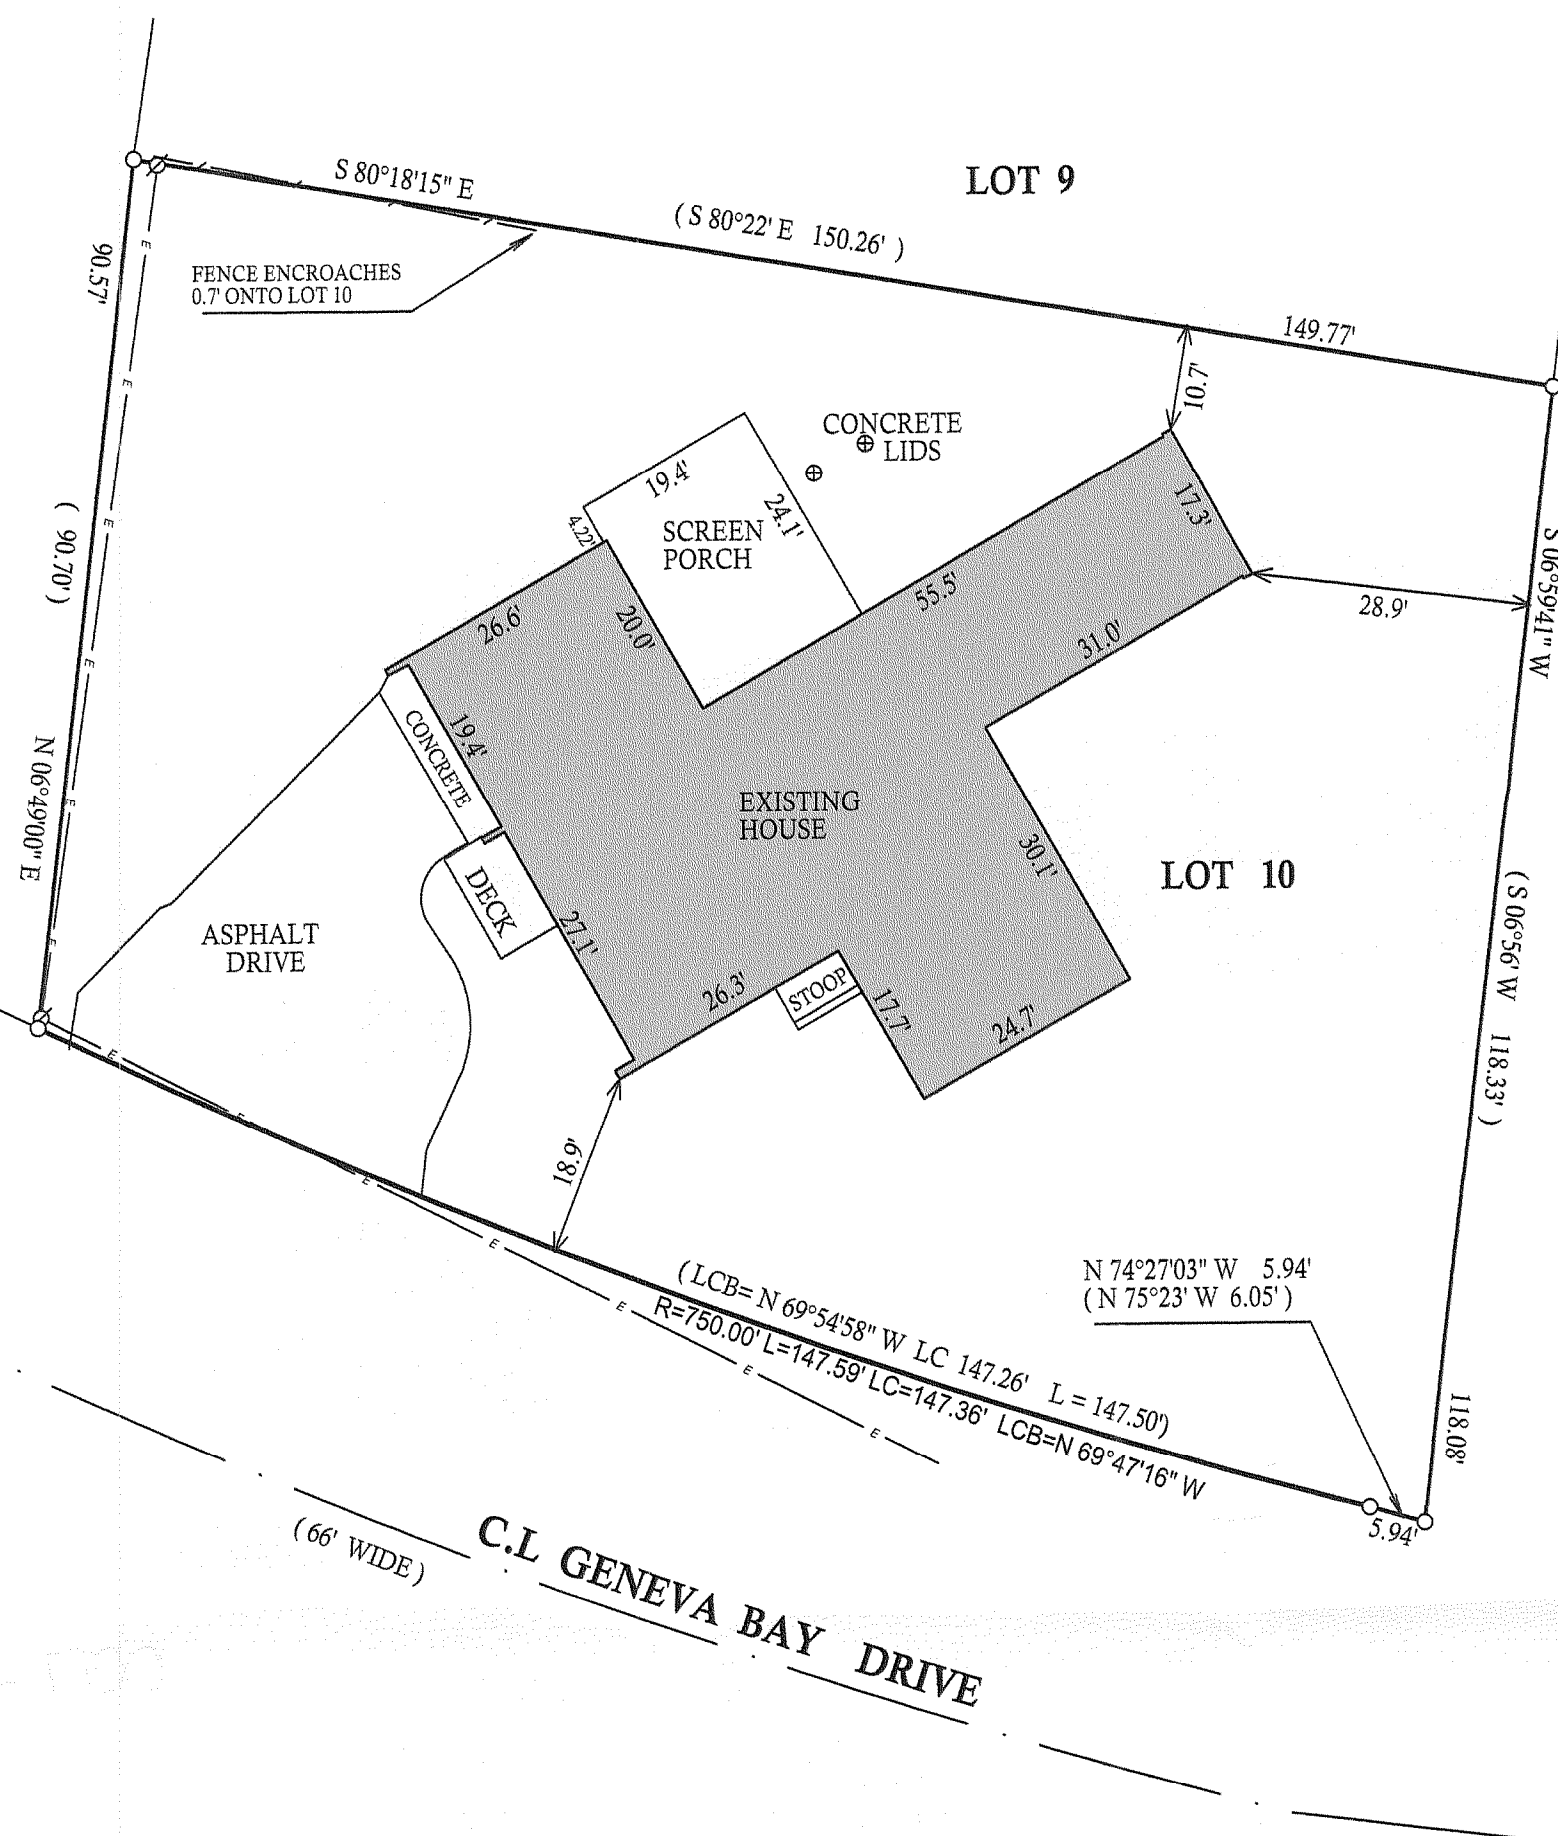 LOT 9
S 80°18'15" E
( S 80°22' E 150.26' )
149.77'
90.57'
FENCE ENCROACHES
0.7' ONTO LOT 10
10.7'
CONCRETE
LIDS
19.4'
24.1'
4.22'
SCREEN
PORCH
17.3'
( 90.70' )
S 06°59'41" W
28.9'
55.5'
26.6'
20.0'
31.0'
N 06°49'00" E
19.4'
CONCRETE
EXISTING
HOUSE
30.1'
LOT 10
( S 06°56' W 118.33' )
DECK
27.1'
ASPHALT
DRIVE
26.3'
STOOP
17.7'
24.7'
18.9'
N 74°27'03" W 5.94'
( N 75°23' W 6.05' )
( LCB= N 69°54'58" W LC 147.26' L = 147.50')
R=750.00' L=147.59' LC=147.36' LCB=N 69°47'16" W
118.08'
5.94'
( 66' WIDE )
C.L GENEVA BAY DRIVE
E
E
E
E
E
E
E
E
E
E
E
E
E
E